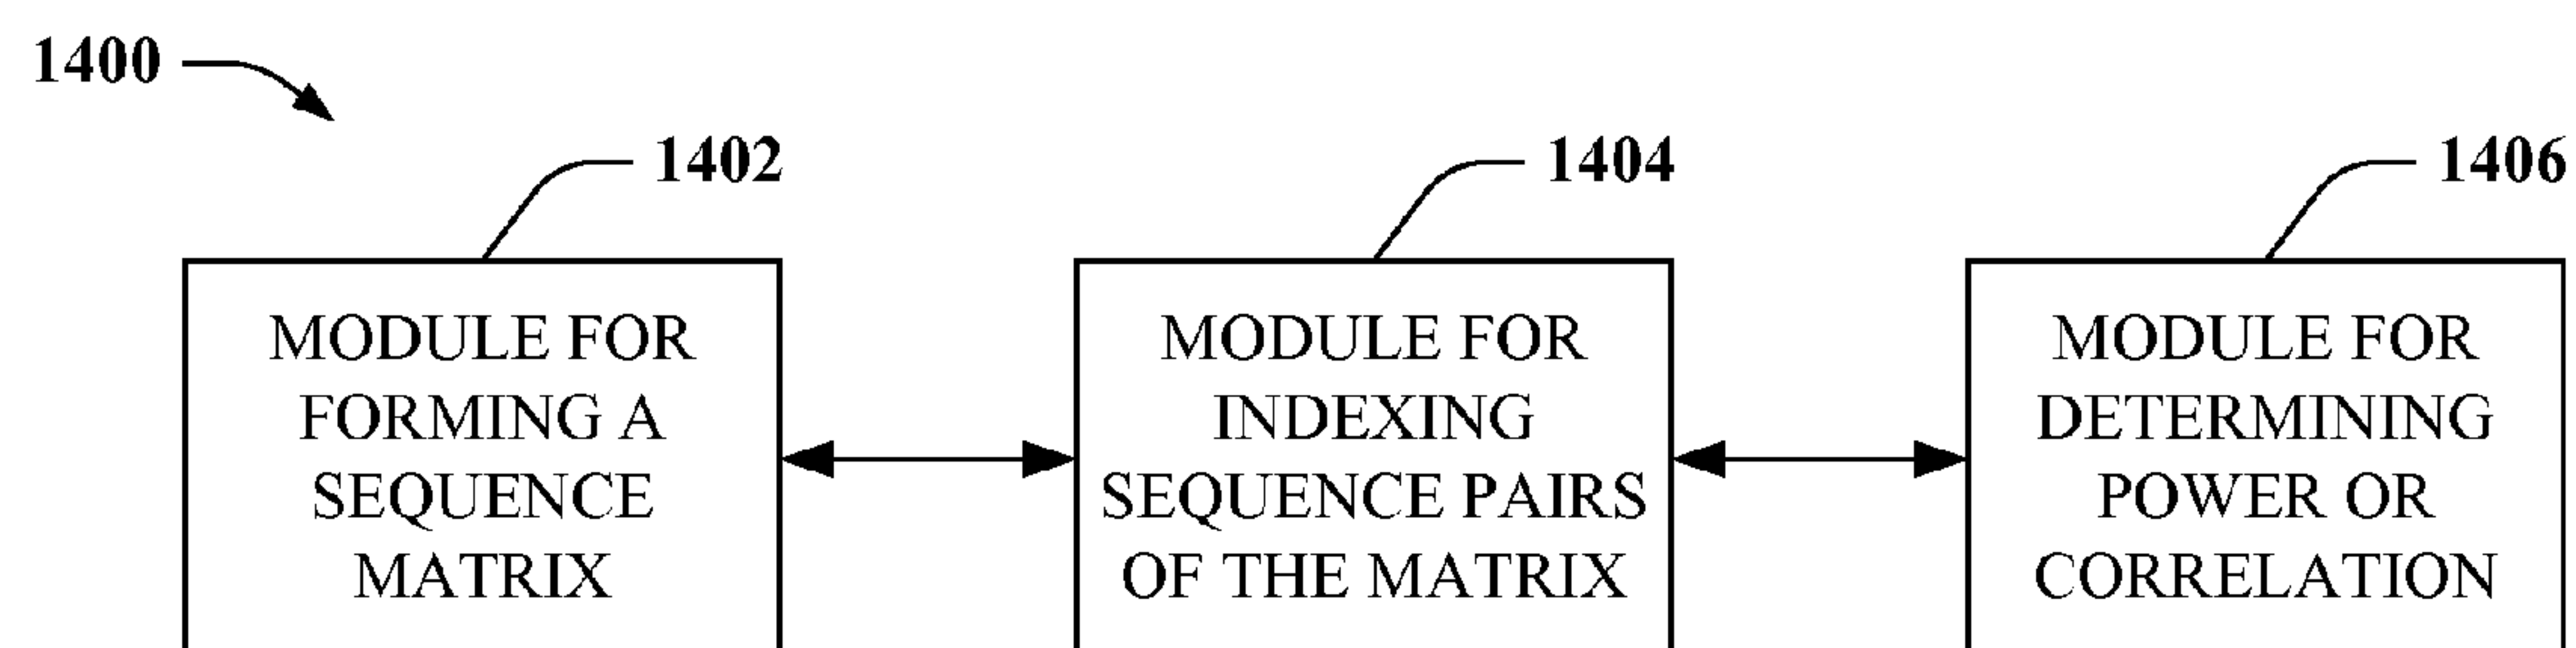 1400
1402
1404
1406
MODULE FOR
FORMING A
SEQUENCE
MATRIX
MODULE FOR
INDEXING
SEQUENCE PAIRS
OF THE MATRIX
MODULE FOR
DETERMINING
POWER OR
CORRELATION